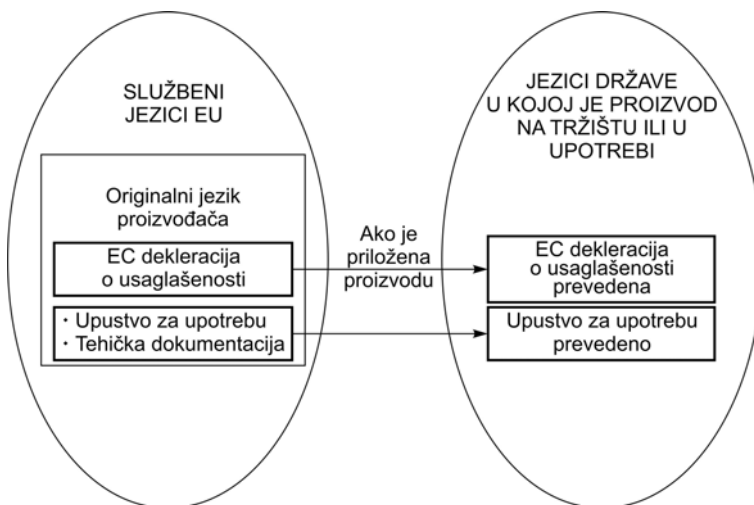 SLUŽBENI
JEZICI EU
Originalni jezik
proizvođača
EC dekleracija
o usaglašenosti
· Upustvo za upotrebu
· Tehička dokumentacija
Ako je
priložena
proizvodu
JEZICI DRŽAVE
U KOJOJ JE PROIZVOD
NA TRŽIŠTU ILI U
UPOTREBI
EC dekleracija
o usaglašenosti
prevedena
Upustvo za upotrebu
prevedeno